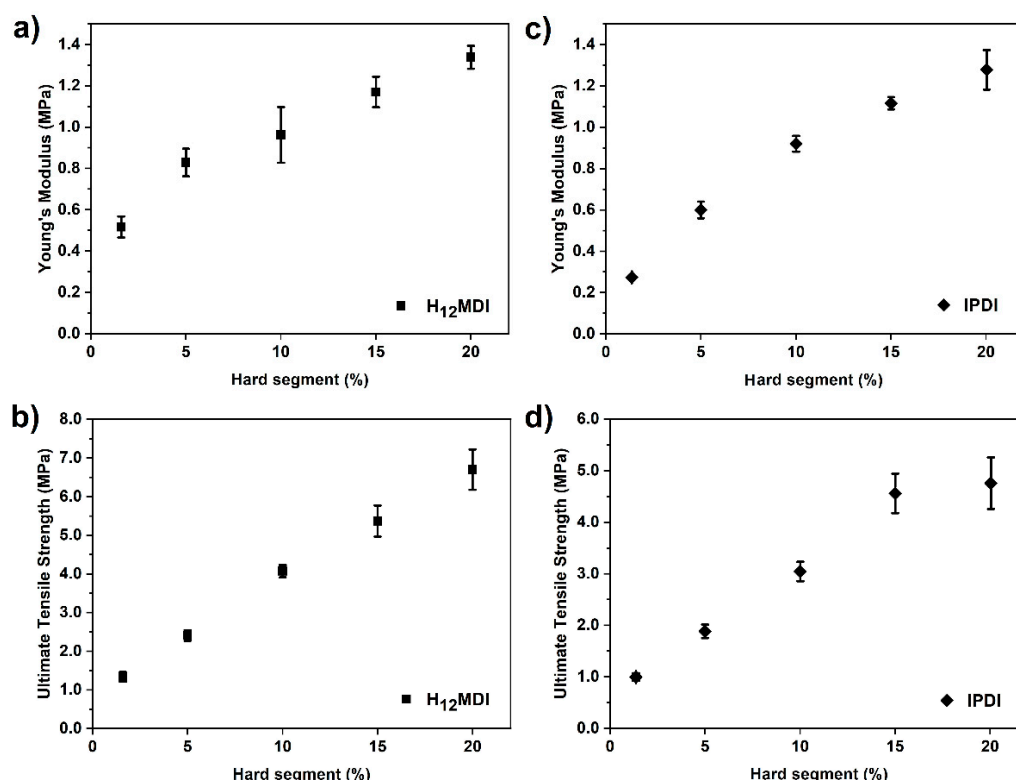 a)
Young's Modulus (MPa)
1.4
1.2
1.0
0.8
0.6
0.4
0.2
0.0
0 5 10 15 20
Hard segment (%)
H₁₂MDI
c)
Young's Modulus (MPa)
1.4
1.2
1.0
0.8
0.6
0.4
0.2
0.0
0 5 10 15 20
Hard segment (%)
IPDI
b)
Ultimate Tensile Strength (MPa)
8.0
7.0
6.0
5.0
4.0
3.0
2.0
1.0
0.0
0 5 10 15 20
Hard segment (%)
H₁₂MDI
d)
Ultimate Tensile Strength (MPa)
6.0
5.0
4.0
3.0
2.0
1.0
0.0
0 5 10 15 20
Hard segment (%)
IPDI